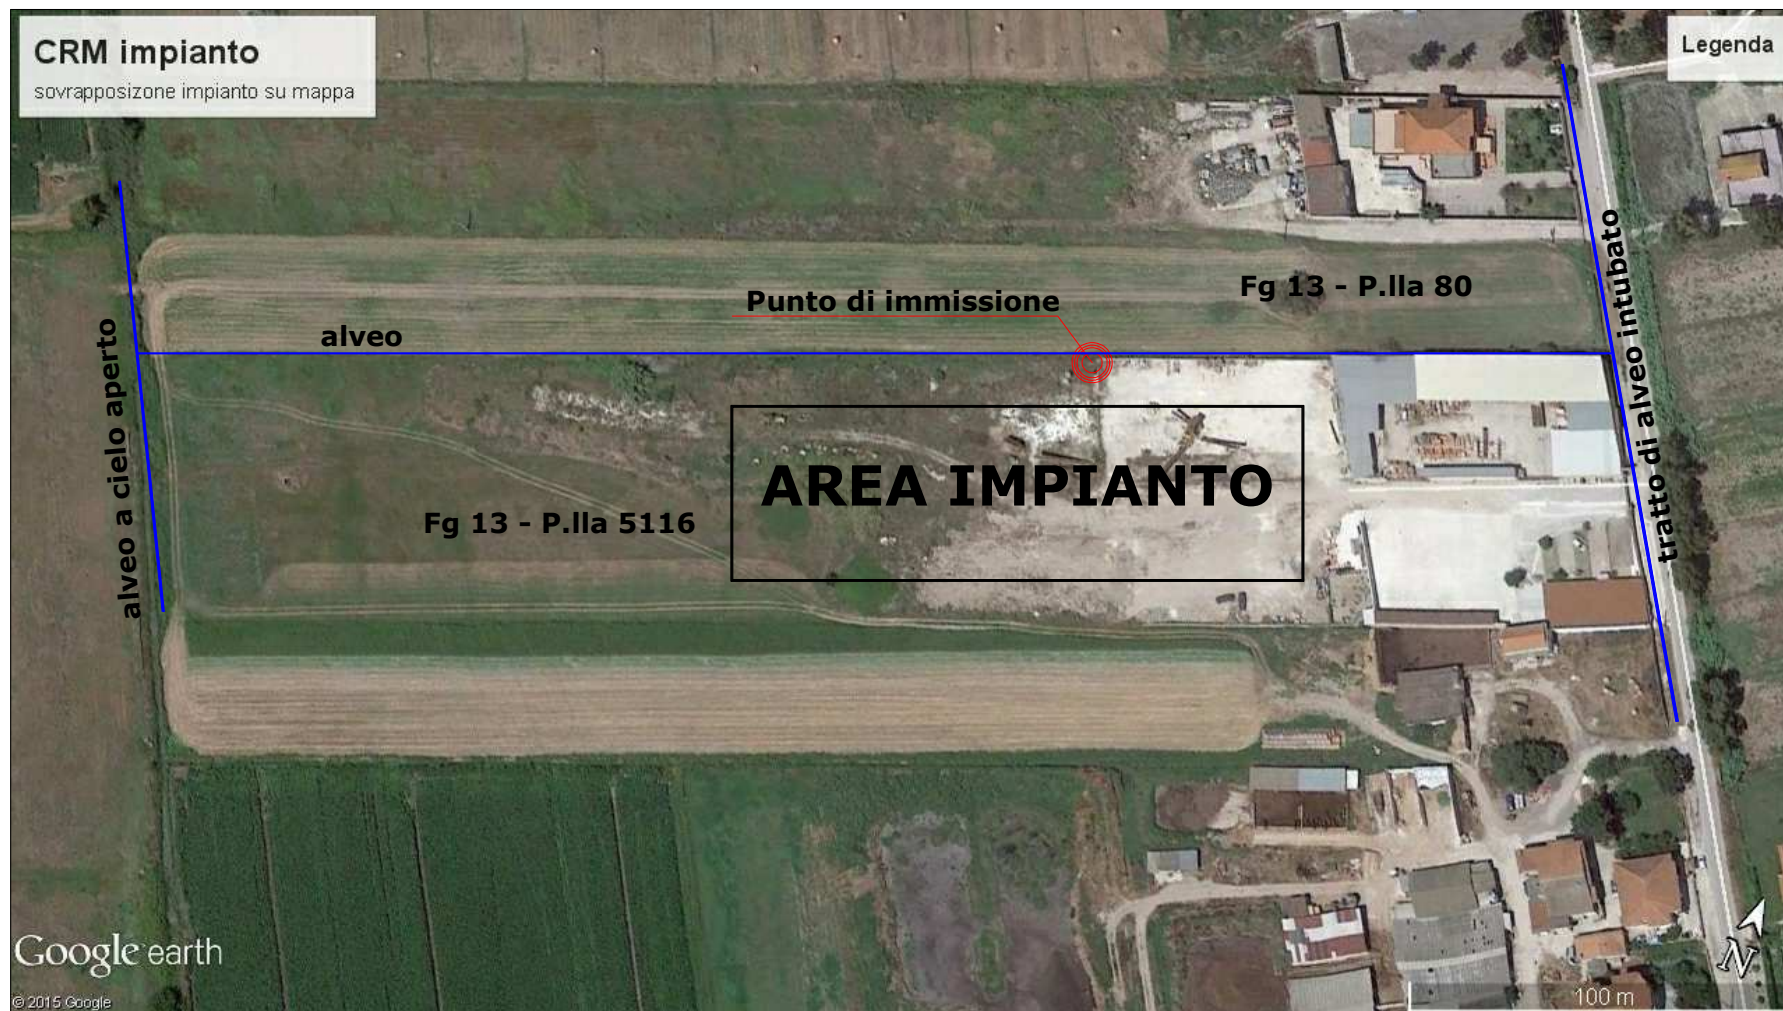 CRM impianto
sovrapposizone impianto su mappa
Legenda
Fg 13 - P.lla 80
Punto di immissione
alveo
alveo a cielo aperto
tratto di alveo intubato
AREA IMPIANTO
Fg 13 - P.lla 5116
Google earth
N
© 2015 Google
100 m